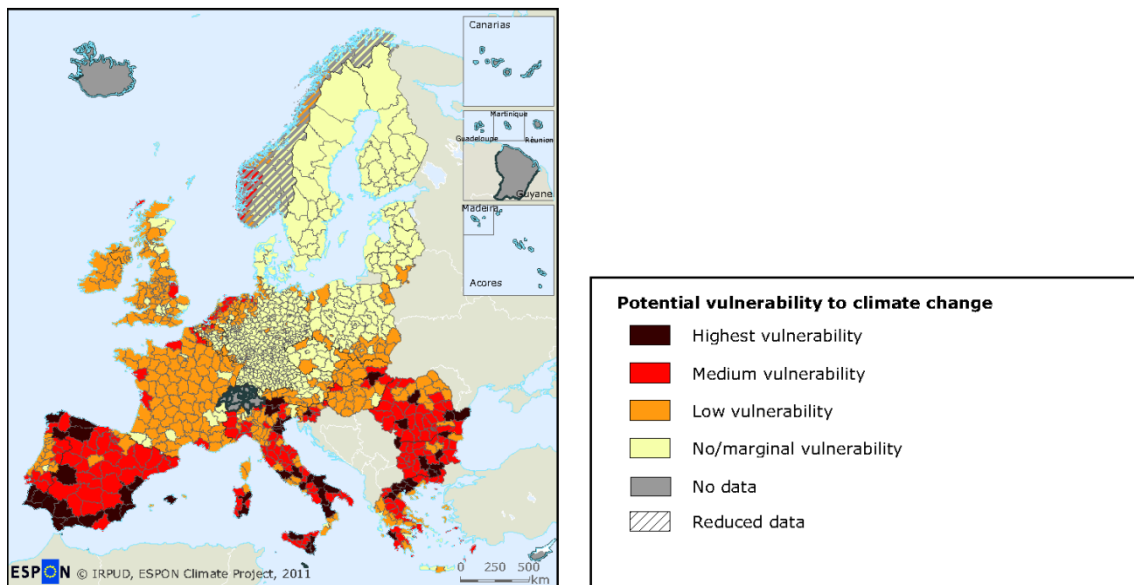 Canarias
Martinique
Guadeloupe
Réunion
Guyane
Madeira
Acores
ESPON © IRPUD, ESPON Climate Project, 2011
0 250 500
km
Potential vulnerability to climate change
Highest vulnerability
Medium vulnerability
Low vulnerability
No/marginal vulnerability
No data
Reduced data